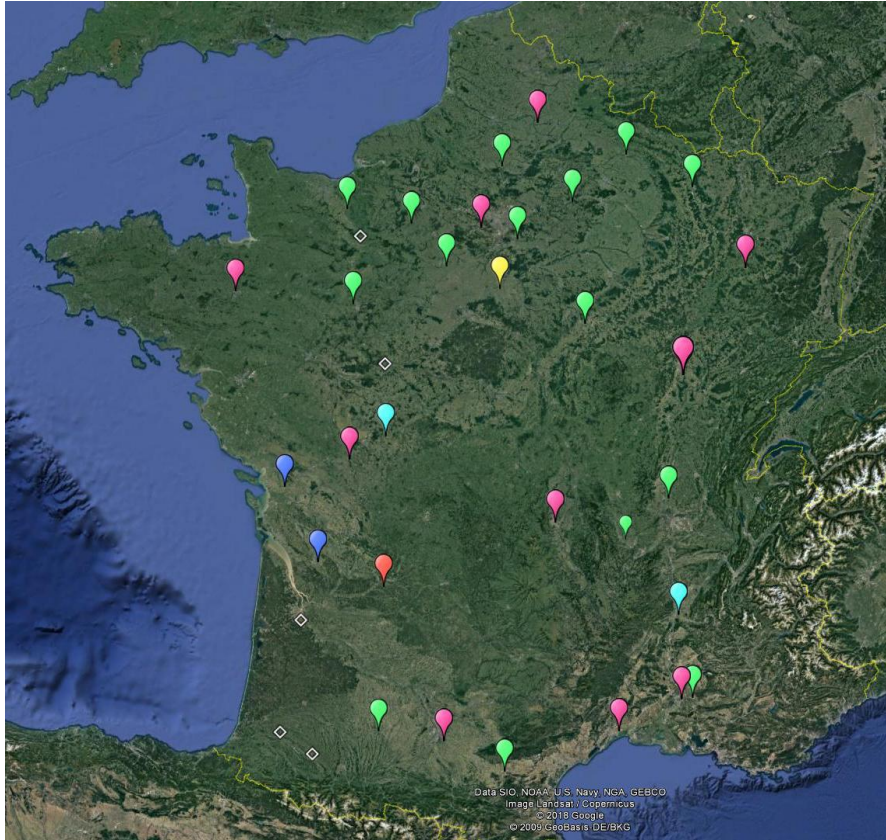 Data SIO, NOAA, U.S. Navy, NGA, GEBCO
Image Landsat / Copernicus
© 2018 Google
© 2009 GeoBasis-DE/BKG